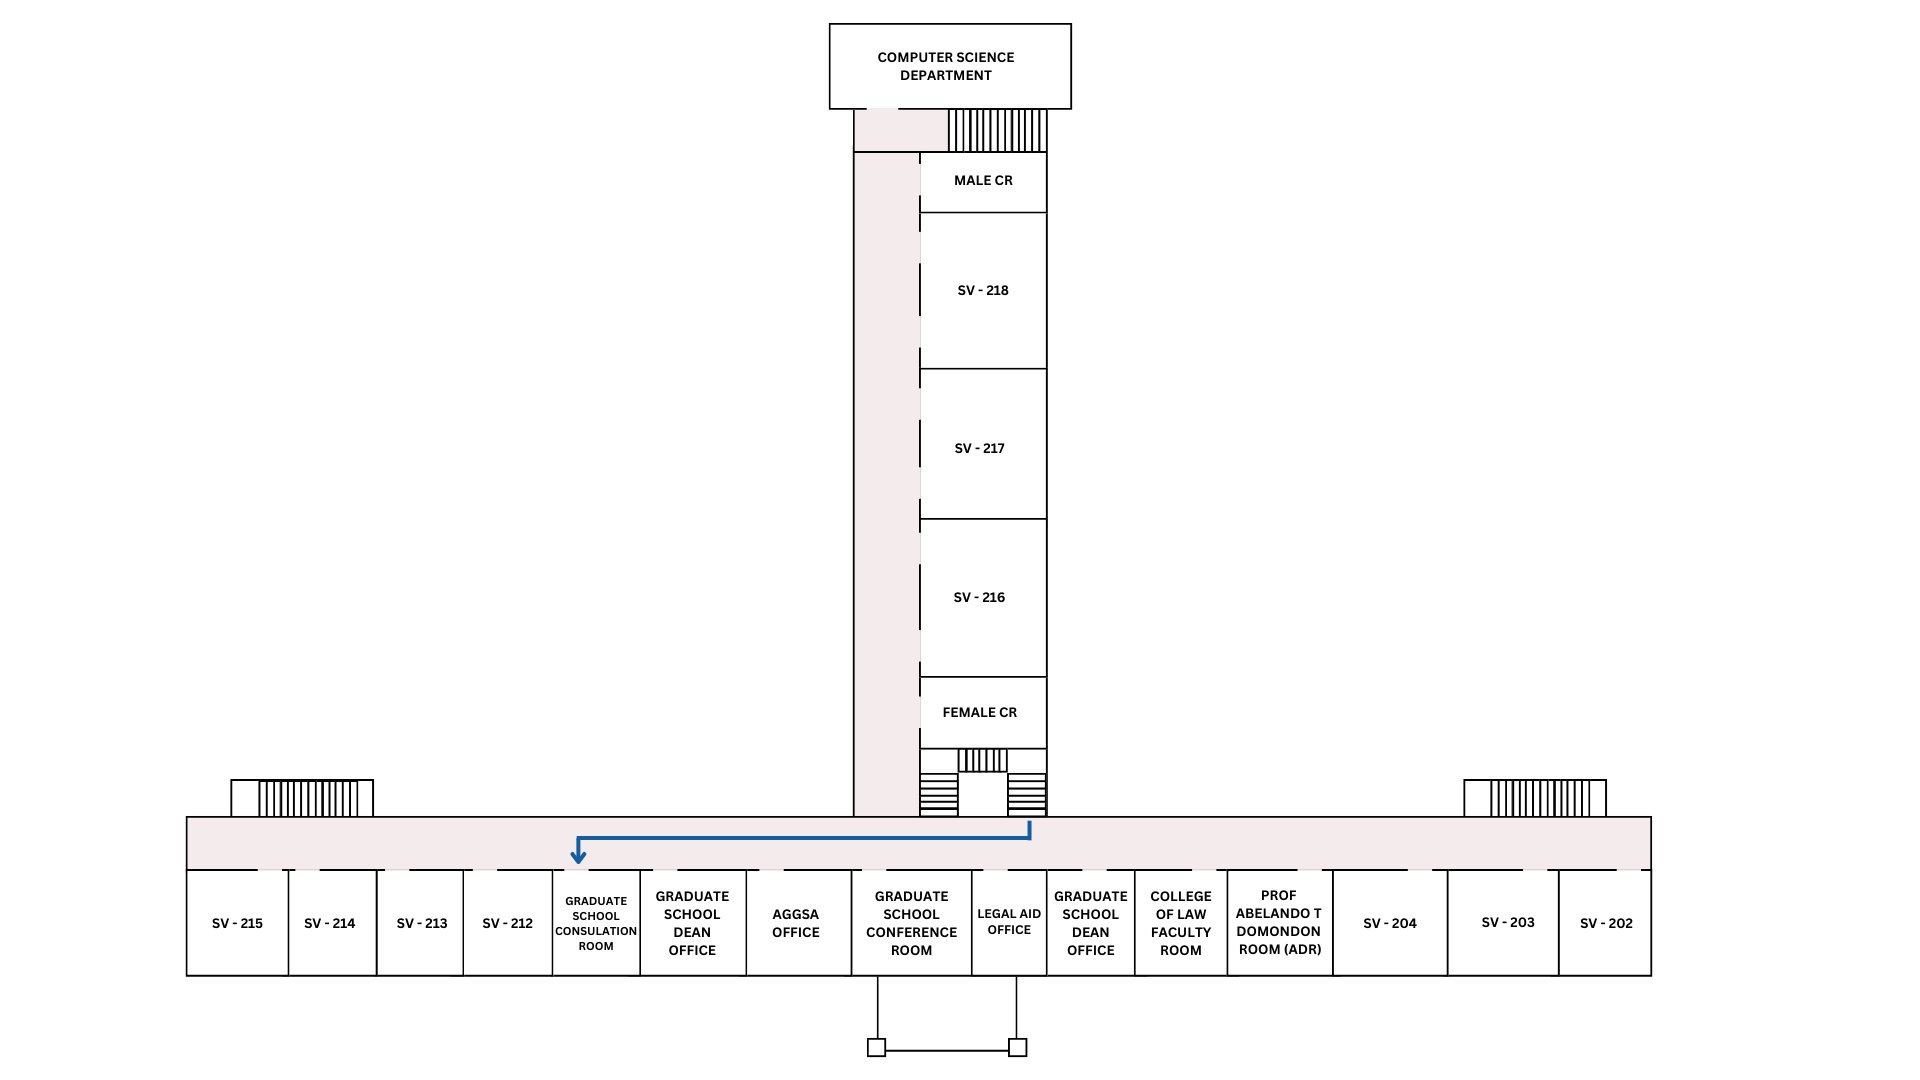 COMPUTER SCIENCE
DEPARTMENT
MALE CR
SV - 218
SV - 217
SV - 216
FEMALE CR
SV - 215
SV - 214
SV - 213
SV - 212
GRADUATE
SCHOOL
CONSULATION
ROOM
GRADUATE
SCHOOL
DEAN
OFFICE
AGGSA
OFFICE
GRADUATE
SCHOOL
CONFERENCE
ROOM
LEGAL AID
OFFICE
GRADUATE
SCHOOL
DEAN
OFFICE
COLLEGE
OF LAW
FACULTY
ROOM
PROF
ABELANDO T
DOMONDON
ROOM (ADR)
SV - 204
SV - 203
SV - 202